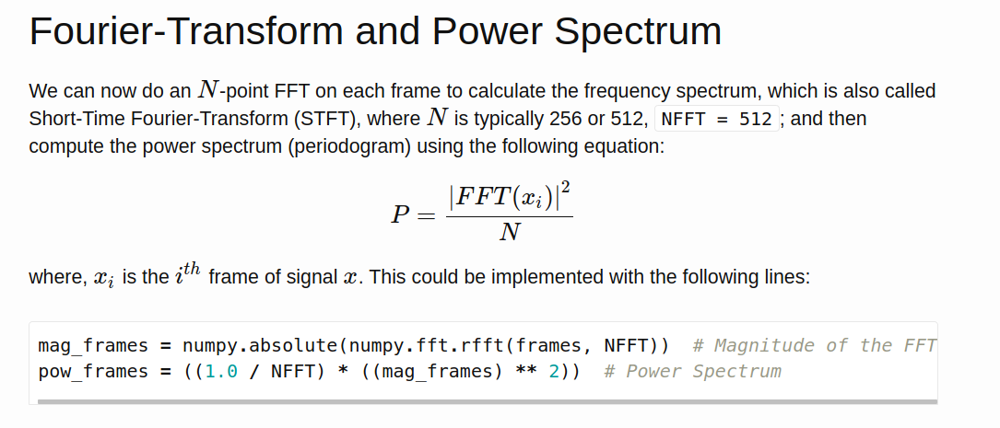 Fourier-Transform and Power Spectrum
We can now do an N-point FFT on each frame to calculate the frequency spectrum, which is also called
Short-Time Fourier-Transform (STFT), where N is typically 256 or 512, NFFT = 512; and then
compute the power spectrum (periodogram) using the following equation:
P = |FFT(x_i)|^2 / N
where, x_i is the i^th frame of signal x. This could be implemented with the following lines:
mag_frames = numpy.absolute(numpy.fft.rfft(frames, NFFT))  # Magnitude of the FFT
pow_frames = ((1.0 / NFFT) * ((mag_frames) ** 2))  # Power Spectrum